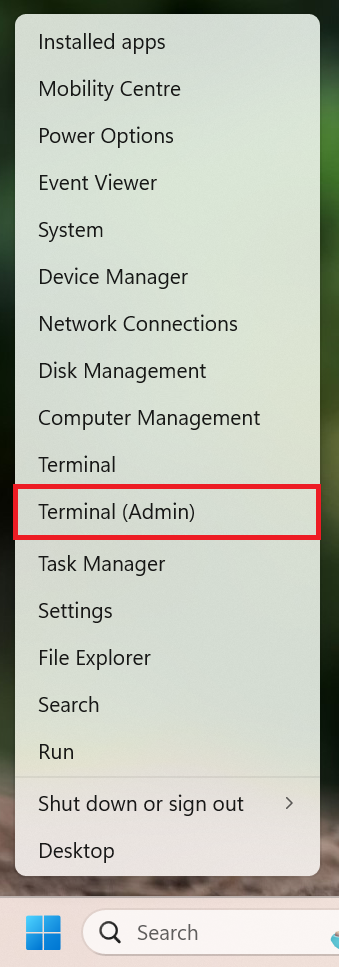 Installed apps
Mobility Centre
Power Options
Event Viewer
System
Device Manager
Network Connections
Disk Management
Computer Management
Terminal
Terminal (Admin)
Task Manager
Settings
File Explorer
Search
Run
Shut down or sign out
Desktop
Search